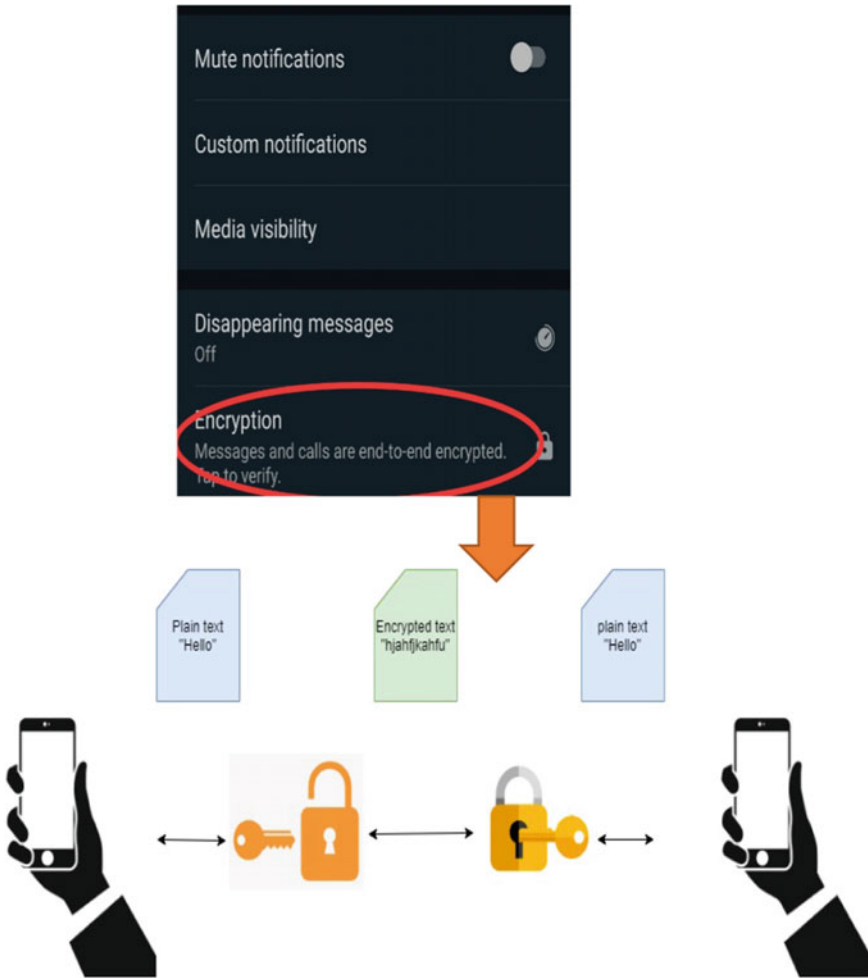 Mute notifications
Custom notifications
Media visibility
Disappearing messages
Off
Encryption
Messages and calls are end-to-end encrypted.
Tap to verify.
Plain text
"Hello"
Encrypted text
"hjahfjkahfu"
plain text
"Hello"